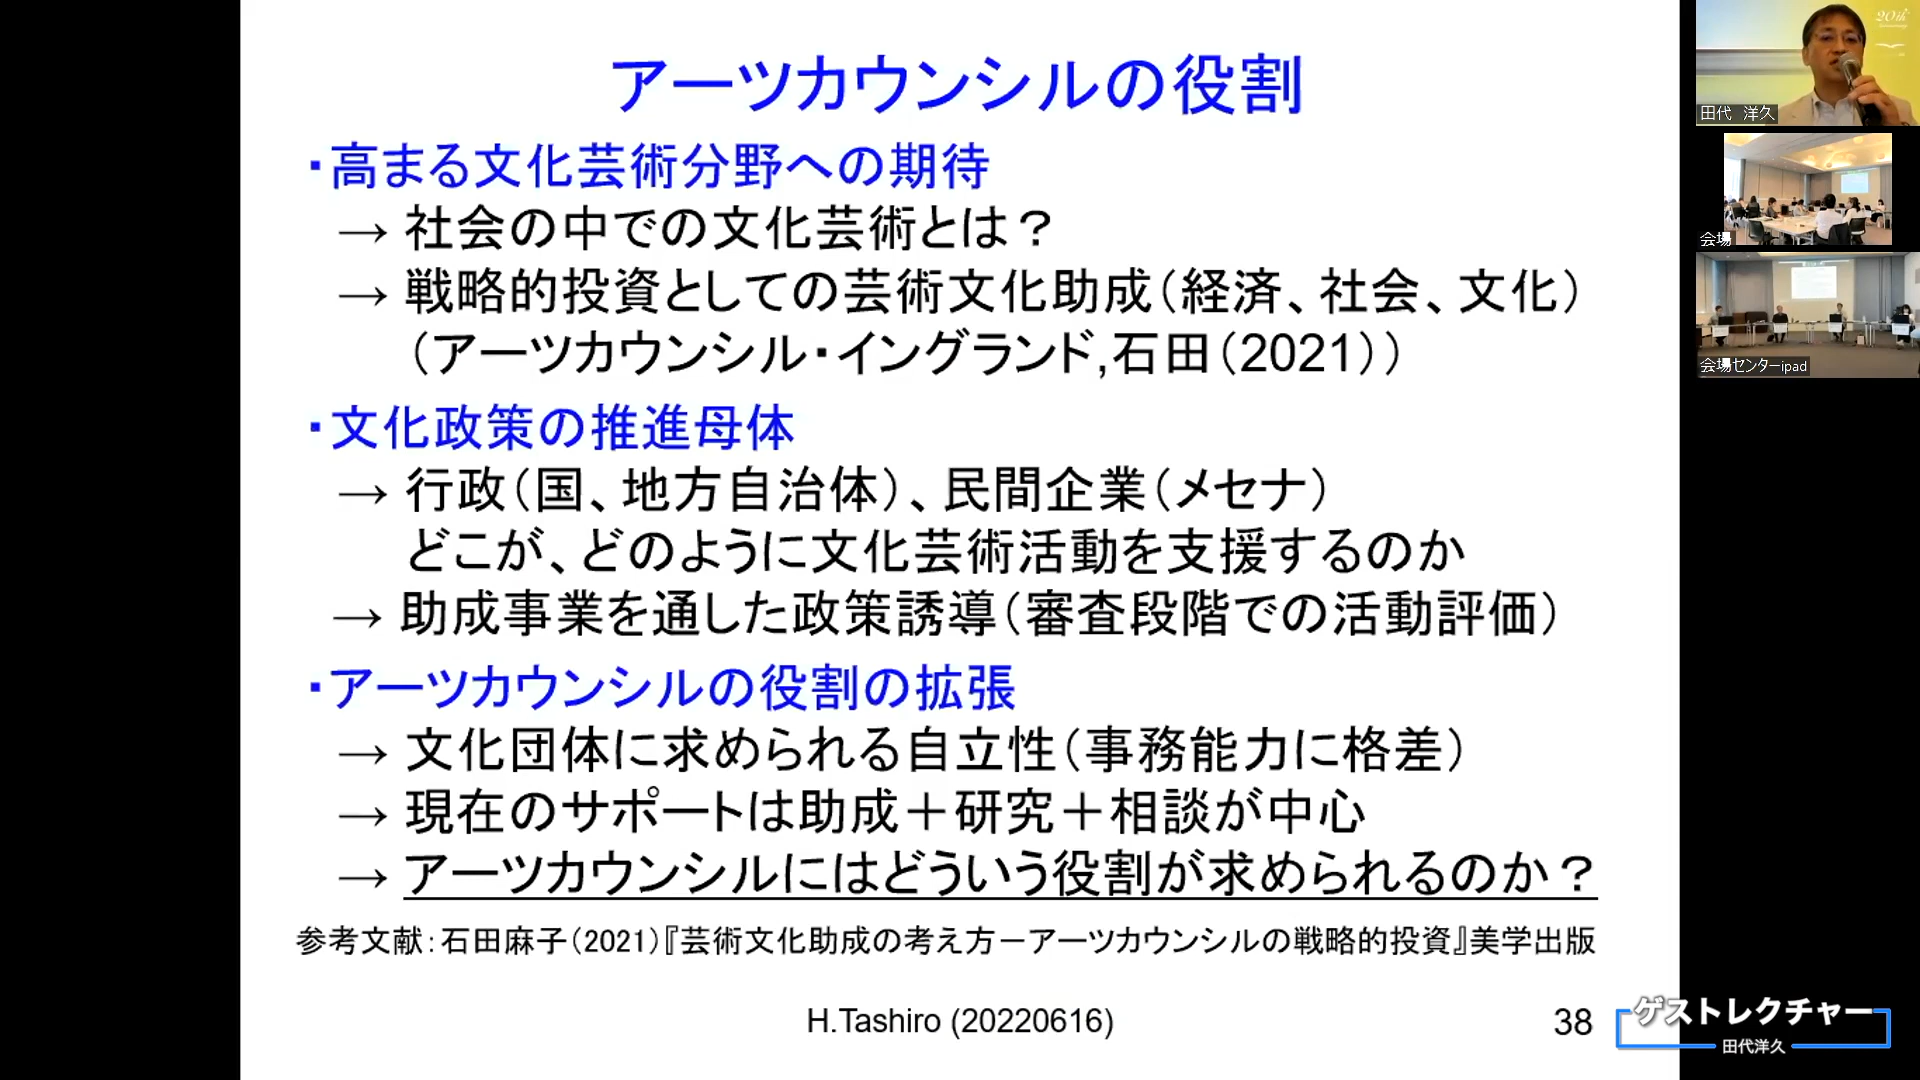 アーツカウンシルの役割
・高まる文化芸術分野への期待
→ 社会の中での文化芸術とは？
→ 戦略的投資としての芸術文化助成（経済、社会、文化）
（アーツカウンシル・イングランド,石田（2021））
・文化政策の推進母体
→ 行政（国、地方自治体）、民間企業（メセナ）
どこが、どのように文化芸術活動を支援するのか
→ 助成事業を通した政策誘導（審査段階での活動評価）
・アーツカウンシルの役割の拡張
→ 文化団体に求められる自立性（事務能力に格差）
→ 現在のサポートは助成＋研究＋相談が中心
→ アーツカウンシルにはどういう役割が求められるのか？
参考文献：石田麻子（2021）『芸術文化助成の考え方－アーツカウンシルの戦略的投資』美学出版
H.Tashiro (20220616)
38
20th
田代　洋久
会場
会場センターipad
ゲストレクチャー
田代洋久